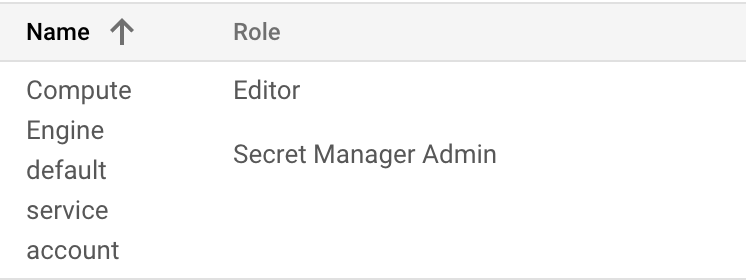 Name Role
Compute Editor
Engine
default Secret Manager Admin
service
account